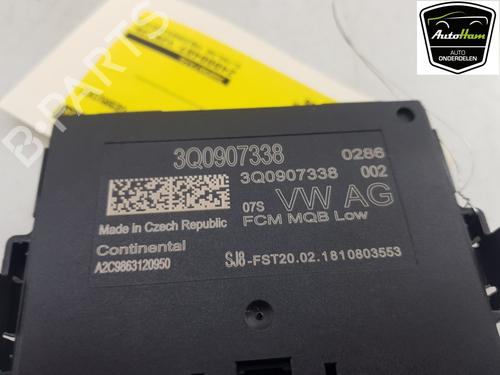 AutoHam
AUTO
ONDERDELEN
B-PARTS
3Q0907338
0286
3Q0907338
002
07S
VW AG
Made in Czech Republic
FCM MQB Low
Continental
A2C9863120950
SJ8-FST20.02.1810803553